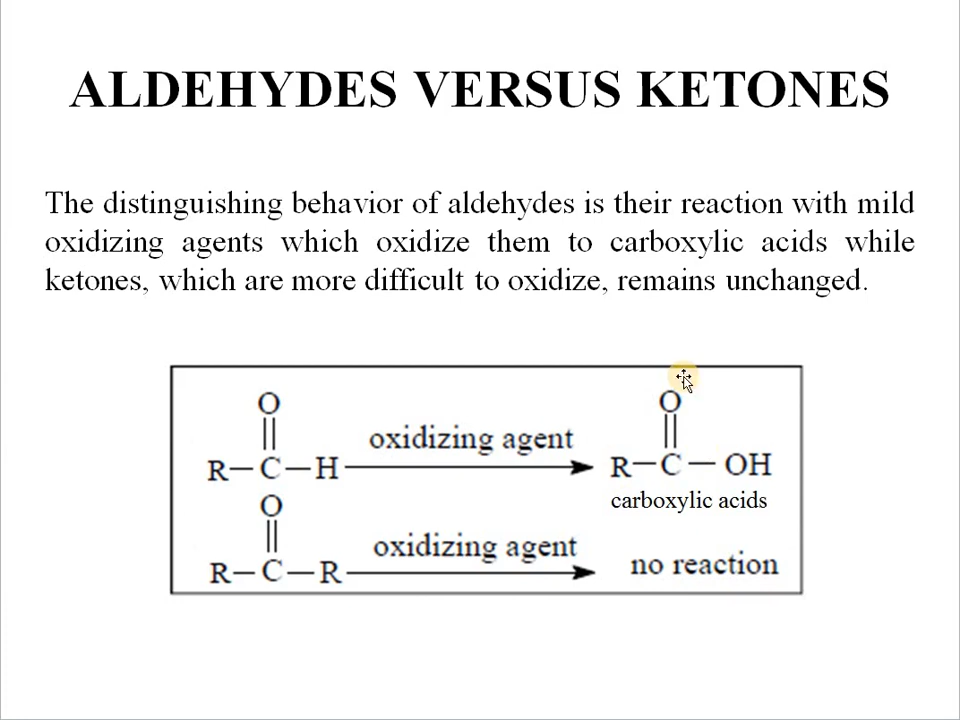 ALDEHYDES VERSUS KETONES
The distinguishing behavior of aldehydes is their reaction with mild
oxidizing agents which oxidize them to carboxylic acids while
ketones, which are more difficult to oxidize, remains unchanged.
O
O
oxidizing agent
R—C—H
R—C—OH
carboxylic acids
O
oxidizing agent
R—C—R
no reaction